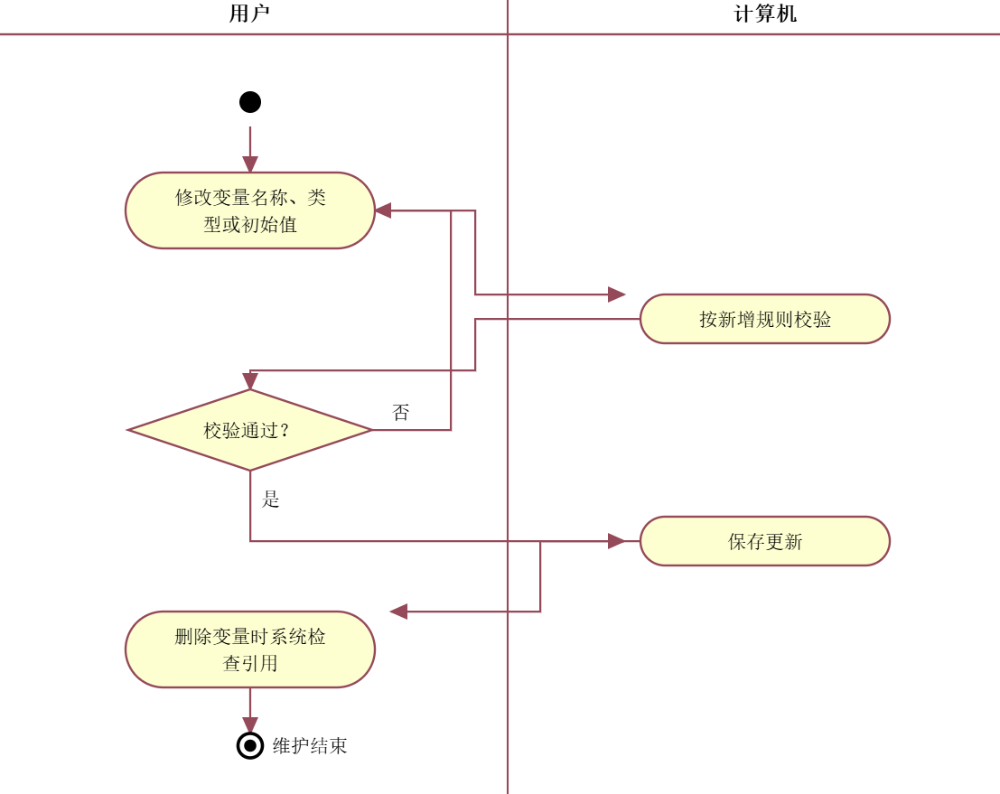 用户
计算机
修改变量名称、类
型或初始值
按新增规则校验
否
校验通过？
是
保存更新
删除变量时系统检
查引用
维护结束